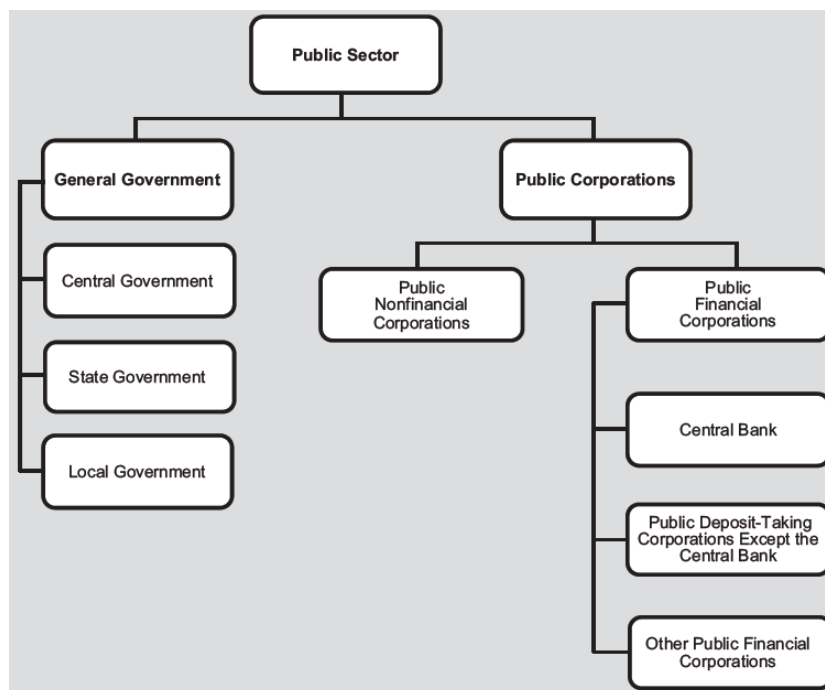 Public Sector
General Government
Public Corporations
Central Government
State Government
Local Government
Public
Nonfinancial
Corporations
Public
Financial
Corporations
Central Bank
Public Deposit-Taking
Corporations Except the
Central Bank
Other Public Financial
Corporations